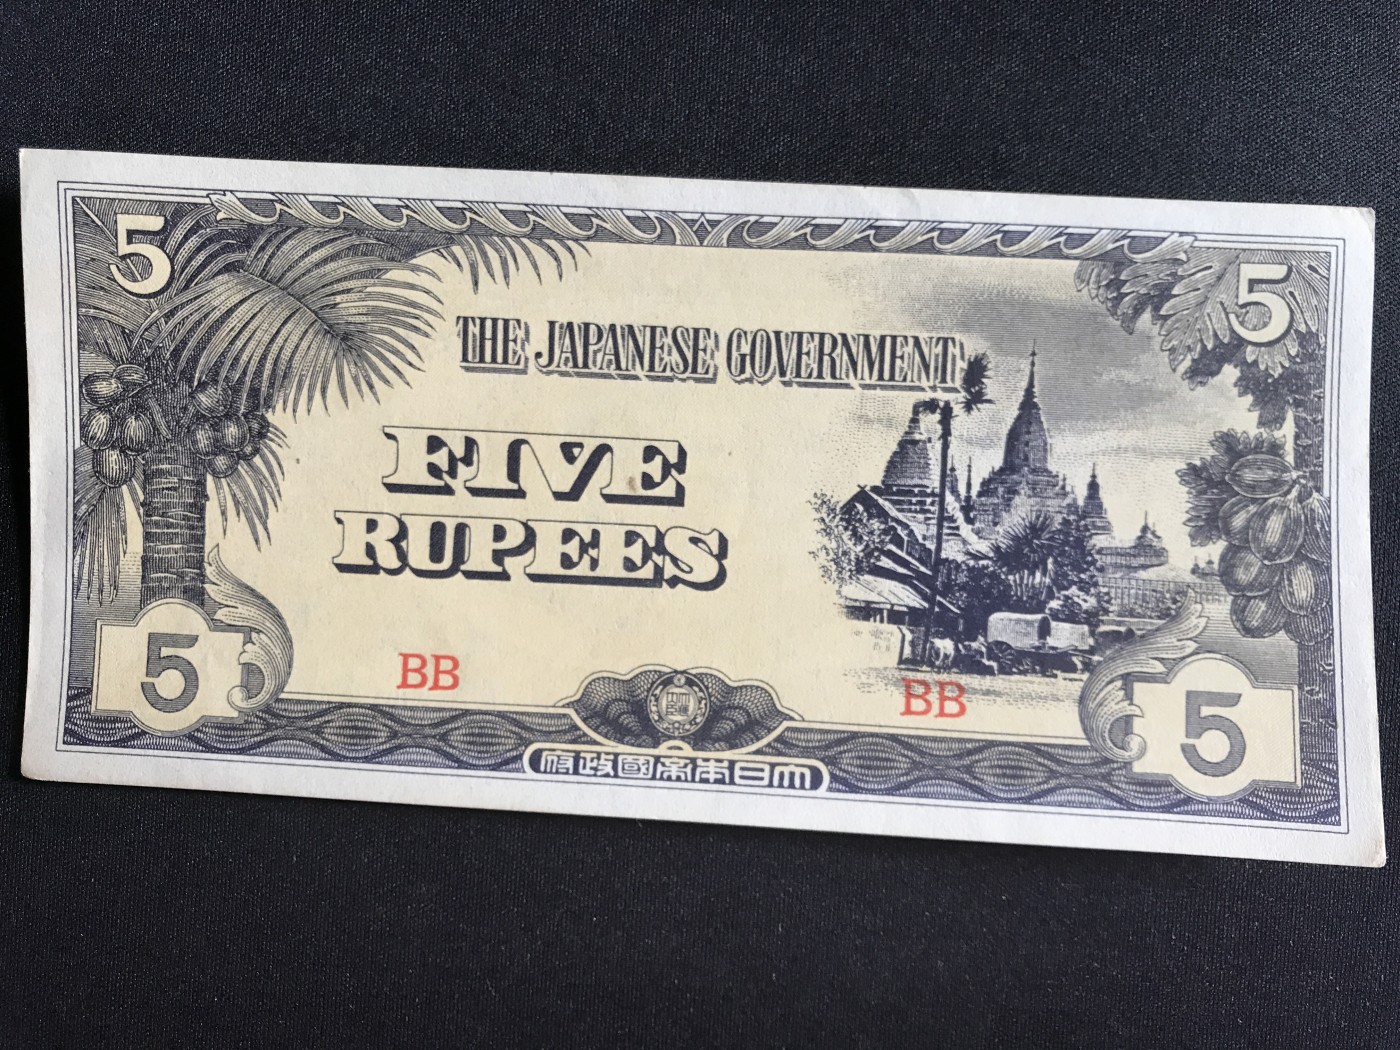 5
5
THE JAPANESE GOVERNMENT
FIVE
RUPEES
BB
BB
5
5
府政國帝本日大